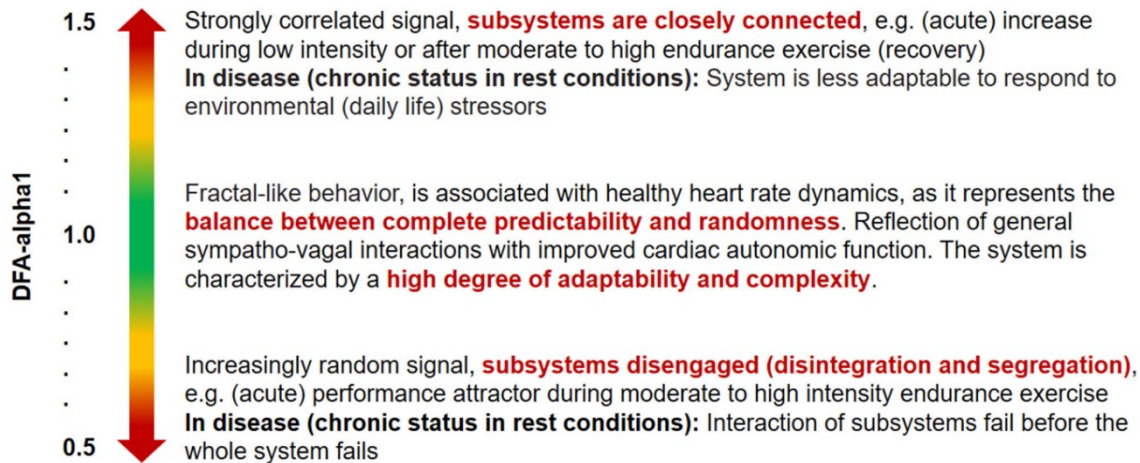 1.5
Strongly correlated signal, subsystems are closely connected, e.g. (acute) increase
during low intensity or after moderate to high endurance exercise (recovery)
In disease (chronic status in rest conditions): System is less adaptable to respond to
environmental (daily life) stressors
DFA-alpha1
1.0
Fractal-like behavior, is associated with healthy heart rate dynamics, as it represents the
balance between complete predictability and randomness. Reflection of general
sympatho-vagal interactions with improved cardiac autonomic function. The system is
characterized by a high degree of adaptability and complexity.
Increasingly random signal, subsystems disengaged (disintegration and segregation),
e.g. (acute) performance attractor during moderate to high intensity endurance exercise
In disease (chronic status in rest conditions): Interaction of subsystems fail before the
whole system fails
0.5